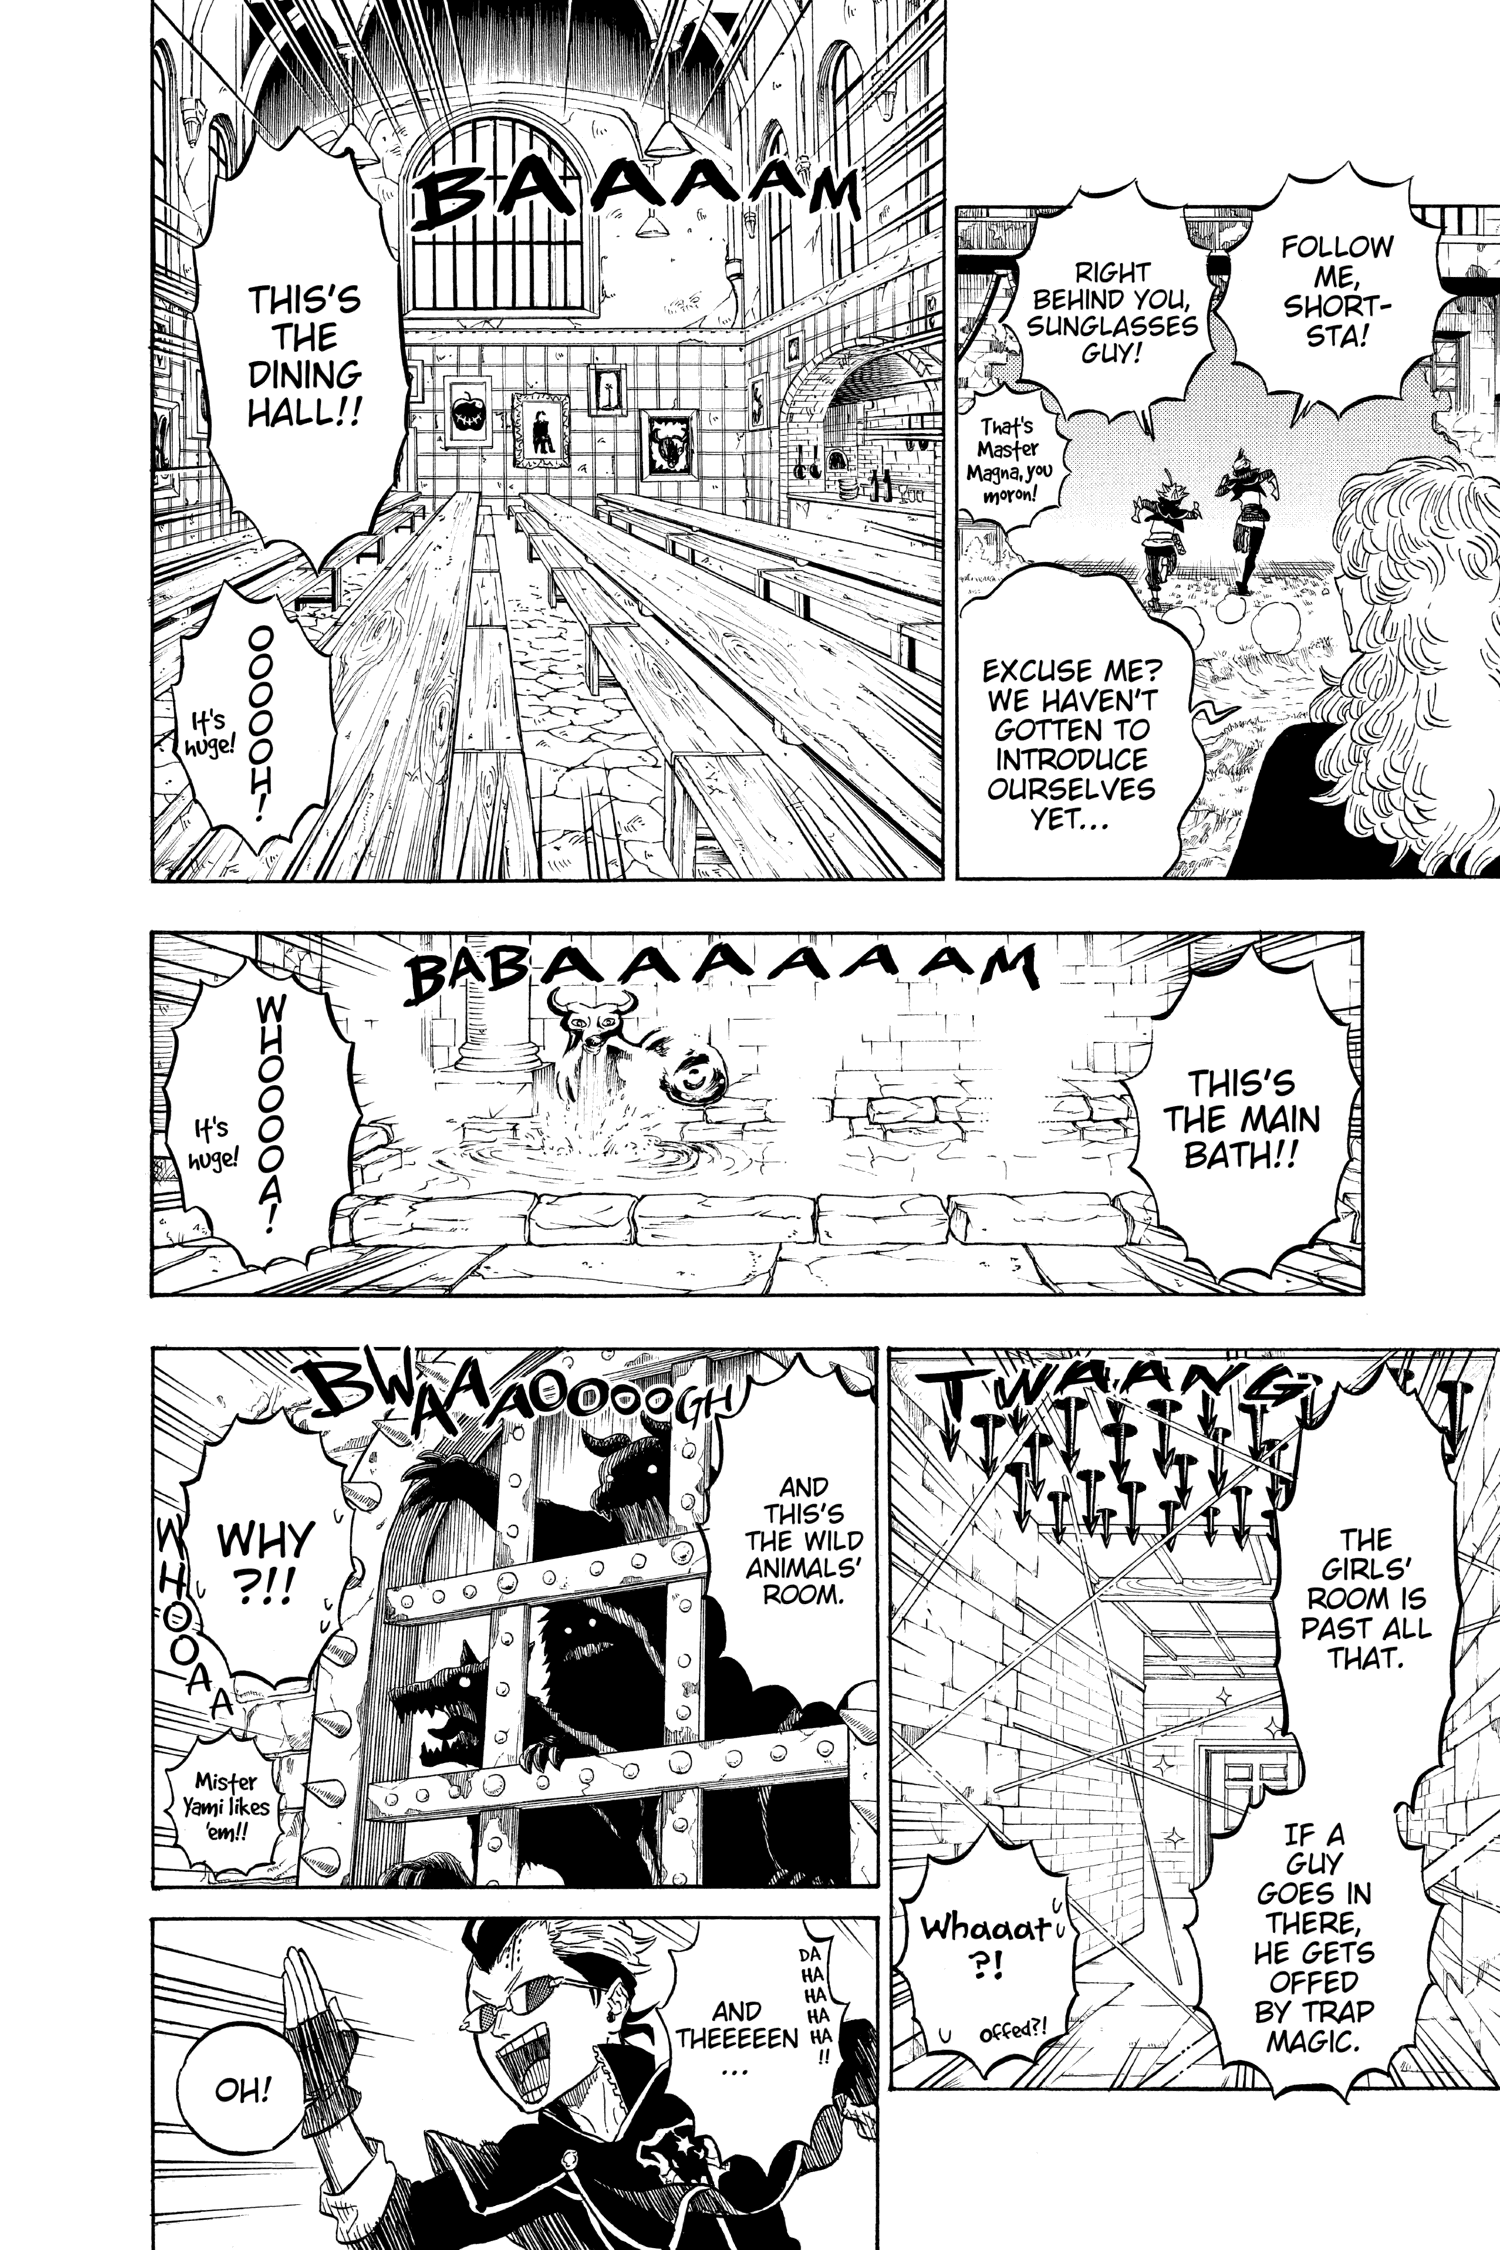 FOLLOW
ME,
SHORT-
STA!
RIGHT
BEHIND YOU,
SUNGLASSES
GUY!
That's
Master
Magna, you
moron!
EXCUSE ME?
WE HAVEN'T
GOTTEN TO
INTRODUCE
OURSELVES
YET...
BAAAAM
THIS'S
THE
DINING
HALL!!
OOOOOOH!
It's
huge!
BABAAAAAAAM
THIS'S
THE MAIN
BATH!!
WHOOOOA!
It's
huge!
TWAANG
THE
GIRLS'
ROOM IS
PAST ALL
THAT.
IF A
GUY
GOES IN
THERE,
HE GETS
OFFED
BY TRAP
MAGIC.
Whaaat
?!
offed?!
BWAAAOOOOGH
AND
THIS'S
THE WILD
ANIMALS'
ROOM.
WHY
?!!
WHOOAA
Mister
Yami likes
'em!!
DA
HA
HA
HA
HA!!
AND
THEEEEEN
...
OH!